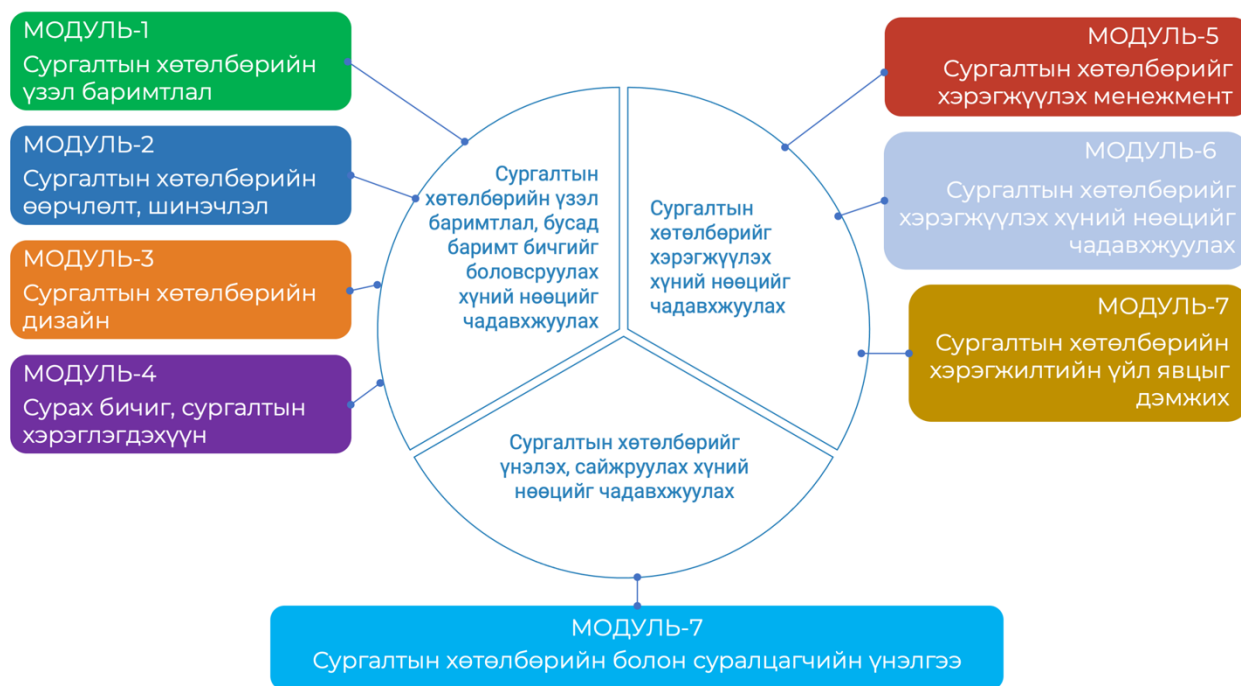 МОДУЛЬ-1
Сургалтын хөтөлбөрийн
үзэл баримтлал
МОДУЛЬ-2
Сургалтын хөтөлбөрийн
өөрчлөлт, шинэчлэл
МОДУЛЬ-3
Сургалтын хөтөлбөрийн
дизайн
МОДУЛЬ-4
Сурах бичиг, сургалтын
хэрэглэгдэхүүн
Сургалтын
хөтөлбөрийн үзэл
баримтлал, бусад
баримт бичгийг
боловсруулах
хүний нөөцийг
чадавхжуулах
Сургалтын
хөтөлбөрийг
хэрэгжүүлэх
хүний нөөцийг
чадавхжуулах
Сургалтын хөтөлбөрийг
үнэлэх, сайжруулах хүний
нөөцийг чадавхжуулах
МОДУЛЬ-5
Сургалтын хөтөлбөрийг
хэрэгжүүлэх менежмент
МОДУЛЬ-6
Сургалтын хөтөлбөрийг
хэрэгжүүлэх хүний нөөцийг
чадавхжуулах
МОДУЛЬ-7
Сургалтын хөтөлбөрийн
хэрэгжилтийн үйл явцыг
дэмжих
МОДУЛЬ-7
Сургалтын хөтөлбөрийн болон суралцагчийн үнэлгээ